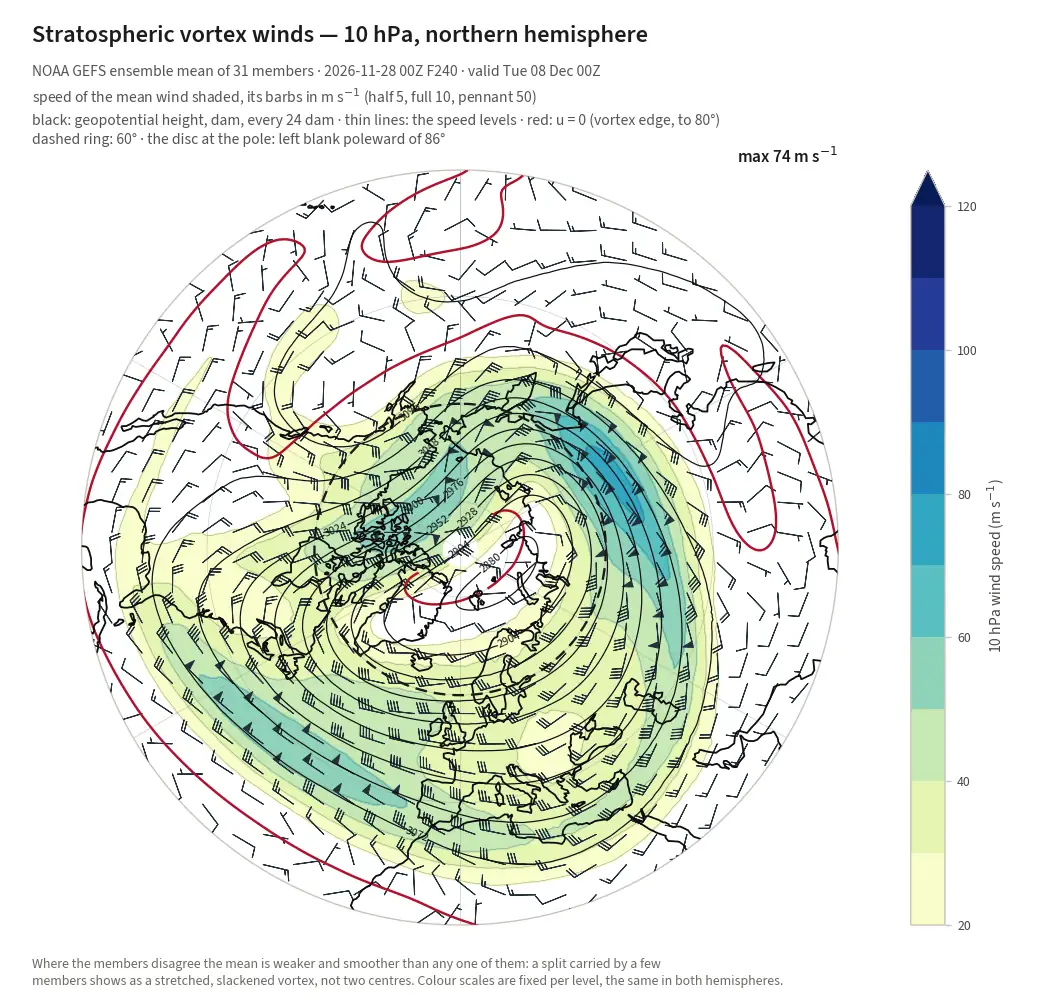 Stratospheric vortex winds — 10 hPa, northern hemisphere
NOAA GEFS ensemble mean of 31 members · 2026-11-28 00Z F240 · valid Tue 08 Dec 00Z
speed of the mean wind shaded, its barbs in m s−1 (half 5, full 10, pennant 50)
black: geopotential height, dam, every 24 dam · thin lines: the speed levels · red: u = 0 (vortex edge, to 80°)
dashed ring: 60° · the disc at the pole: left blank poleward of 86°
max 74 m s−1
120
100
80
60
40
20
10 hPa wind speed (m s−1)
2976
2928
2952
3024
2904
2880
Where the members disagree the mean is weaker and smoother than any one of them: a split carried by a few
members shows as a stretched, slackened vortex, not two centres. Colour scales are fixed per level, the same in both hemispheres.